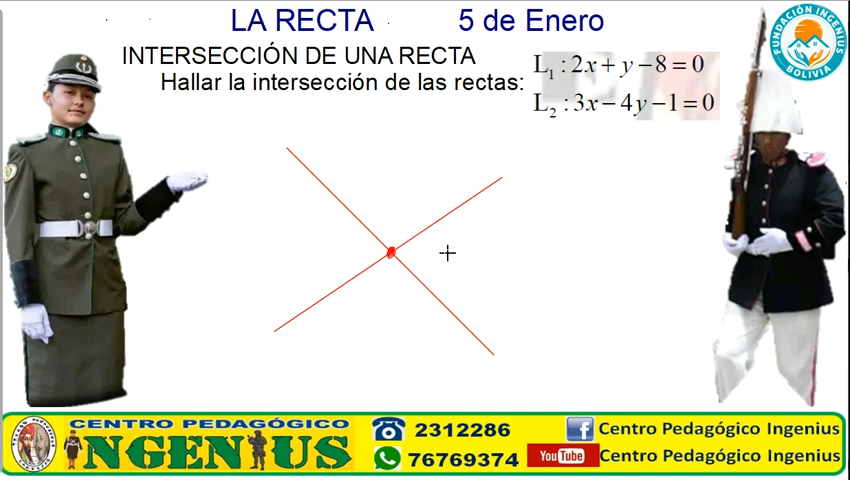 LA RECTA 5 de Enero
INTERSECCIÓN DE UNA RECTA
Hallar la intersección de las rectas:
L₁ : 2x + y − 8 = 0
L₂ : 3x − 4y − 1 = 0
FUNDACIÓN INGENIUS
BOLIVIA
CENTRO PEDAGÓGICO
INGENIUS
2312286
76769374
f Centro Pedagógico Ingenius
YouTube Centro Pedagógico Ingenius